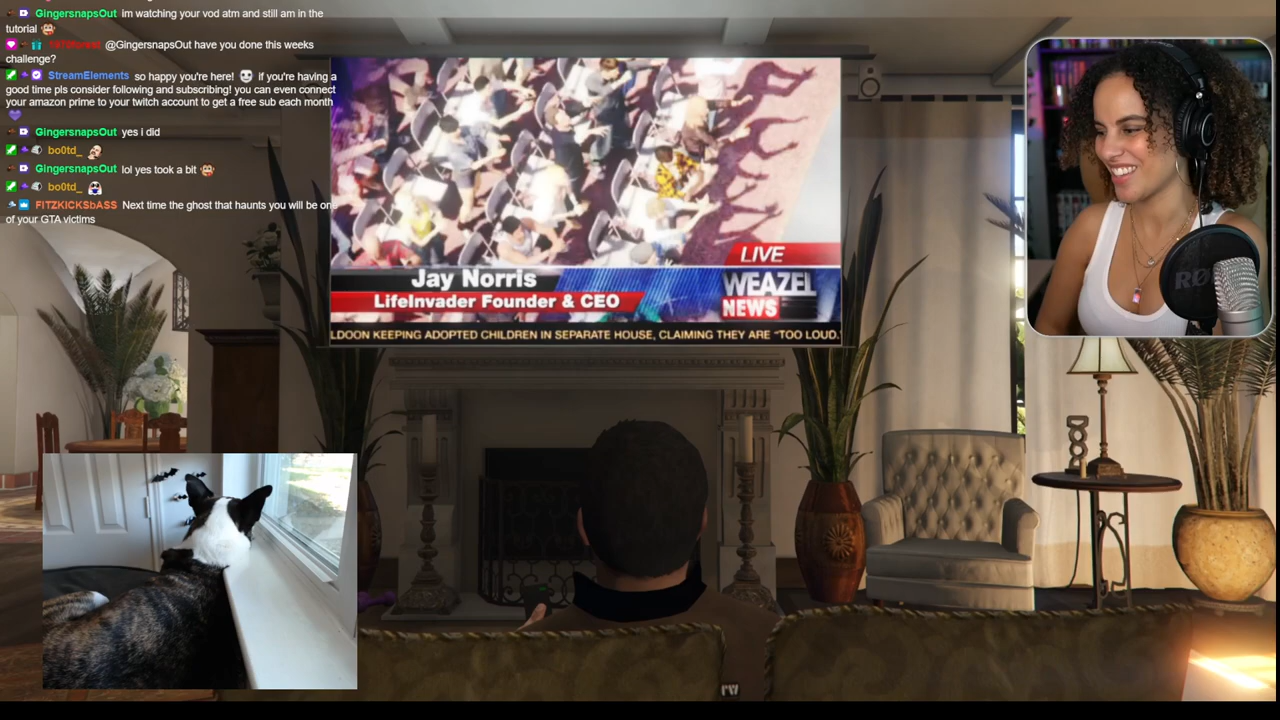 GingersnapsOut im watching your vod atm and still am in the
tutorial
@GingersnapsOut have you done this weeks
challenge?
StreamElements so happy you're here! if you're having a
good time pls consider following and subscribing! you can even connect
your amazon prime to your twitch account to get a free sub each month
GingersnapsOut yes i did
bo0td_
GingersnapsOut lol yes took a bit
bo0td_
FITZKICKSbASS Next time the ghost that haunts you will be on
of your GTA victims
LIVE
Jay Norris
LifeInvader Founder & CEO
WEAZEL
NEWS
LDOON KEEPING ADOPTED CHILDREN IN SEPARATE HOUSE, CLAIMING THEY ARE "TOO LOUD."